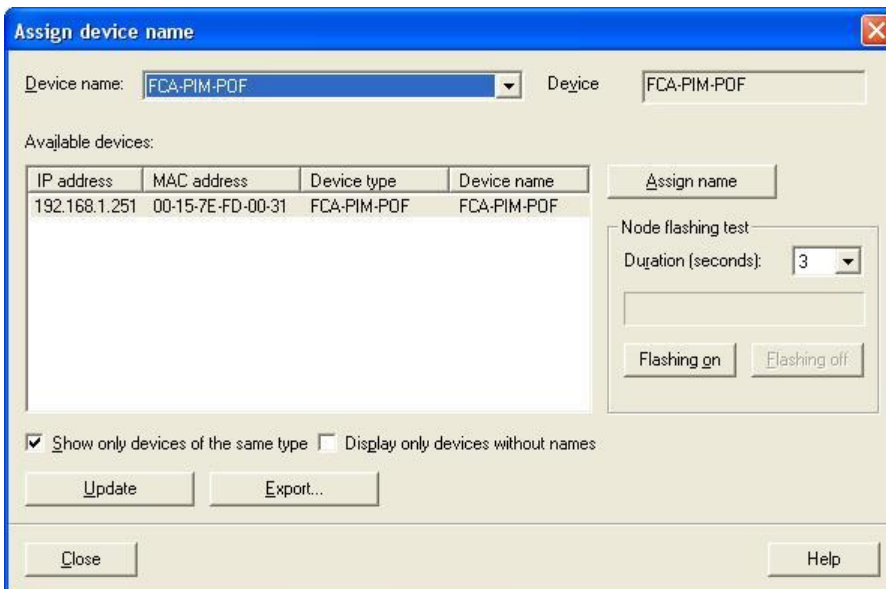 Assign device name
Device name: FCA-PIM-POF Device FCA-PIM-POF
Available devices:
IP address MAC address Device type Device name
192.168.1.251 00-15-7E-FD-00-31 FCA-PIM-POF FCA-PIM-POF
Assign name
Node flashing test
Duration (seconds): 3
Flashing on Flashing off
Show only devices of the same type Display only devices without names
Update Export...
Close Help